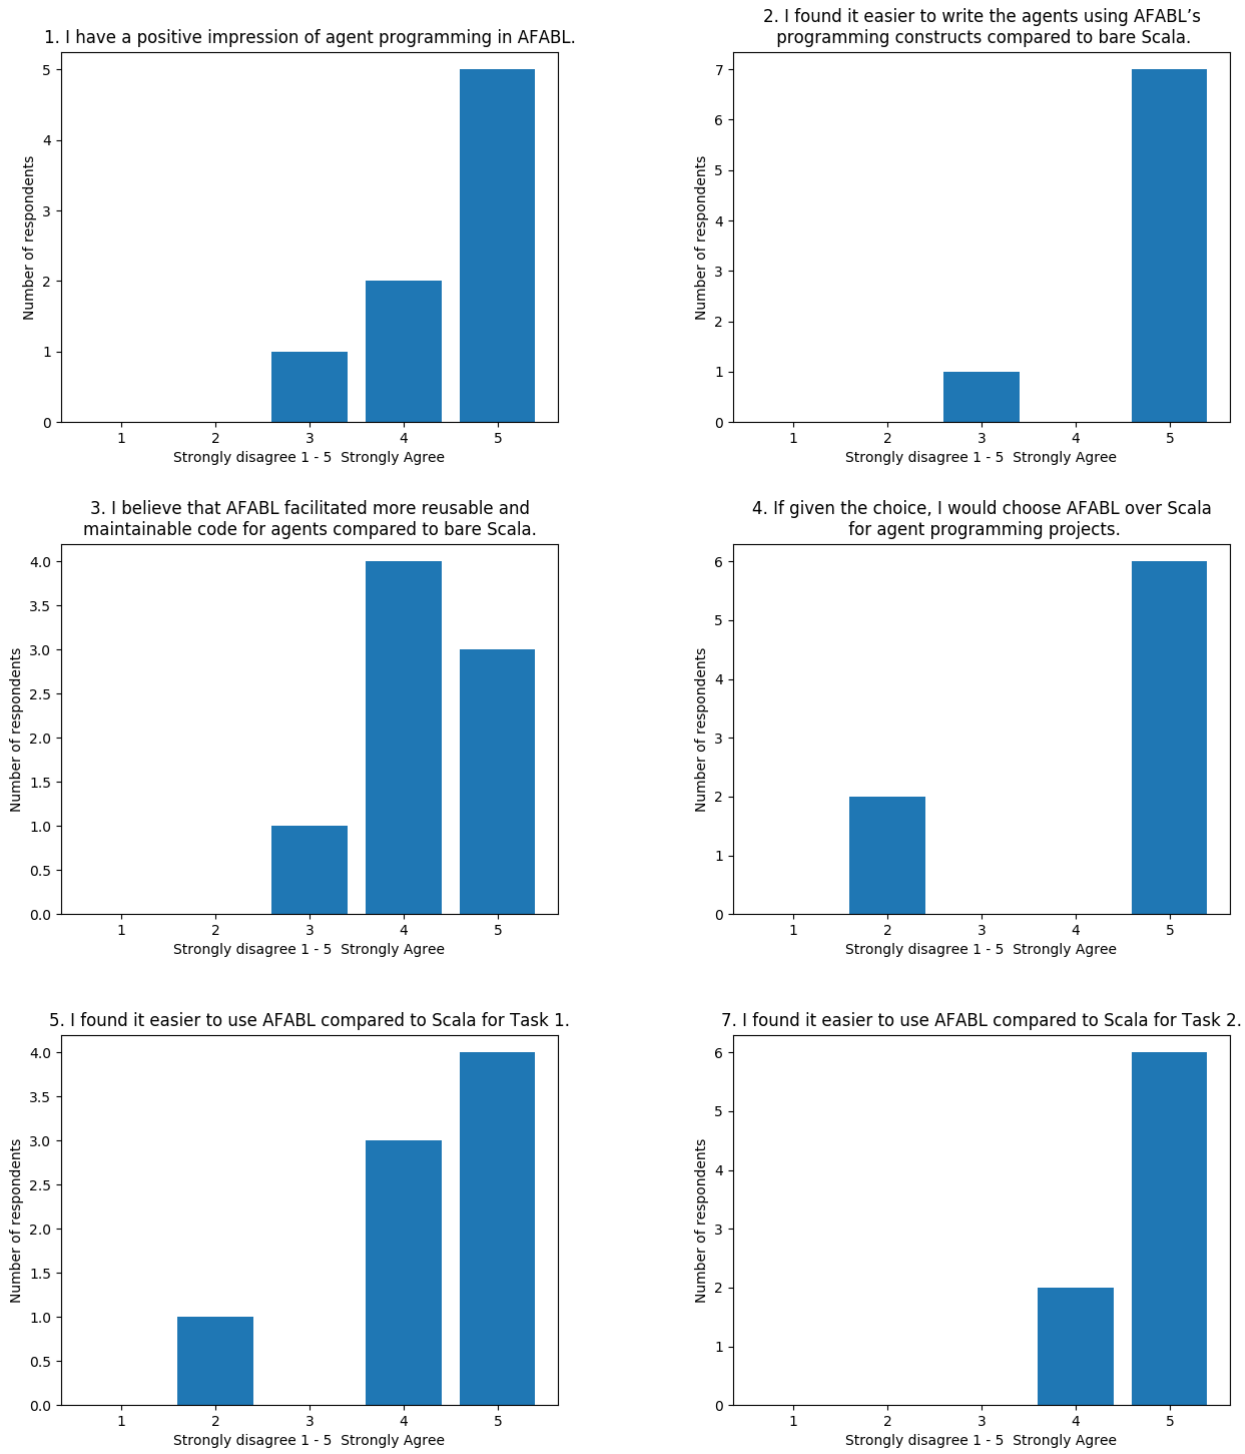 1. I have a positive impression of agent programming in AFABL.
5
4
3
2
1
0
Number of respondents
1 2 3 4 5
Strongly disagree 1 - 5  Strongly Agree
2. I found it easier to write the agents using AFABL’s
programming constructs compared to bare Scala.
7
6
5
4
3
2
1
0
Number of respondents
1 2 3 4 5
Strongly disagree 1 - 5  Strongly Agree
3. I believe that AFABL facilitated more reusable and
maintainable code for agents compared to bare Scala.
4.0
3.5
3.0
2.5
2.0
1.5
1.0
0.5
0.0
Number of respondents
1 2 3 4 5
Strongly disagree 1 - 5  Strongly Agree
4. If given the choice, I would choose AFABL over Scala
for agent programming projects.
6
5
4
3
2
1
0
Number of respondents
1 2 3 4 5
Strongly disagree 1 - 5  Strongly Agree
5. I found it easier to use AFABL compared to Scala for Task 1.
4.0
3.5
3.0
2.5
2.0
1.5
1.0
0.5
0.0
Number of respondents
1 2 3 4 5
Strongly disagree 1 - 5  Strongly Agree
7. I found it easier to use AFABL compared to Scala for Task 2.
6
5
4
3
2
1
0
Number of respondents
1 2 3 4 5
Strongly disagree 1 - 5  Strongly Agree